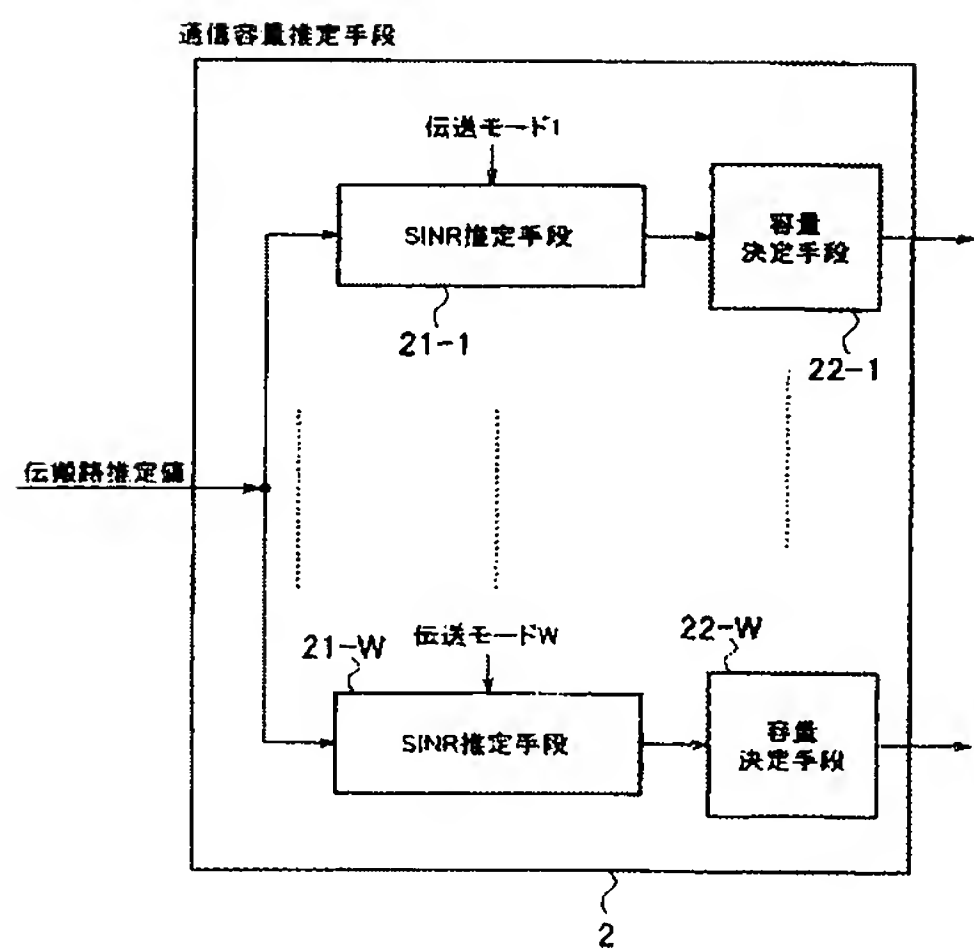 通信容量推定手段
伝送モード1
SINR推定手段
容量
決定手段
21-1
22-1
伝搬路推定値
21-W
伝送モードW
22-W
SINR推定手段
容量
決定手段
2